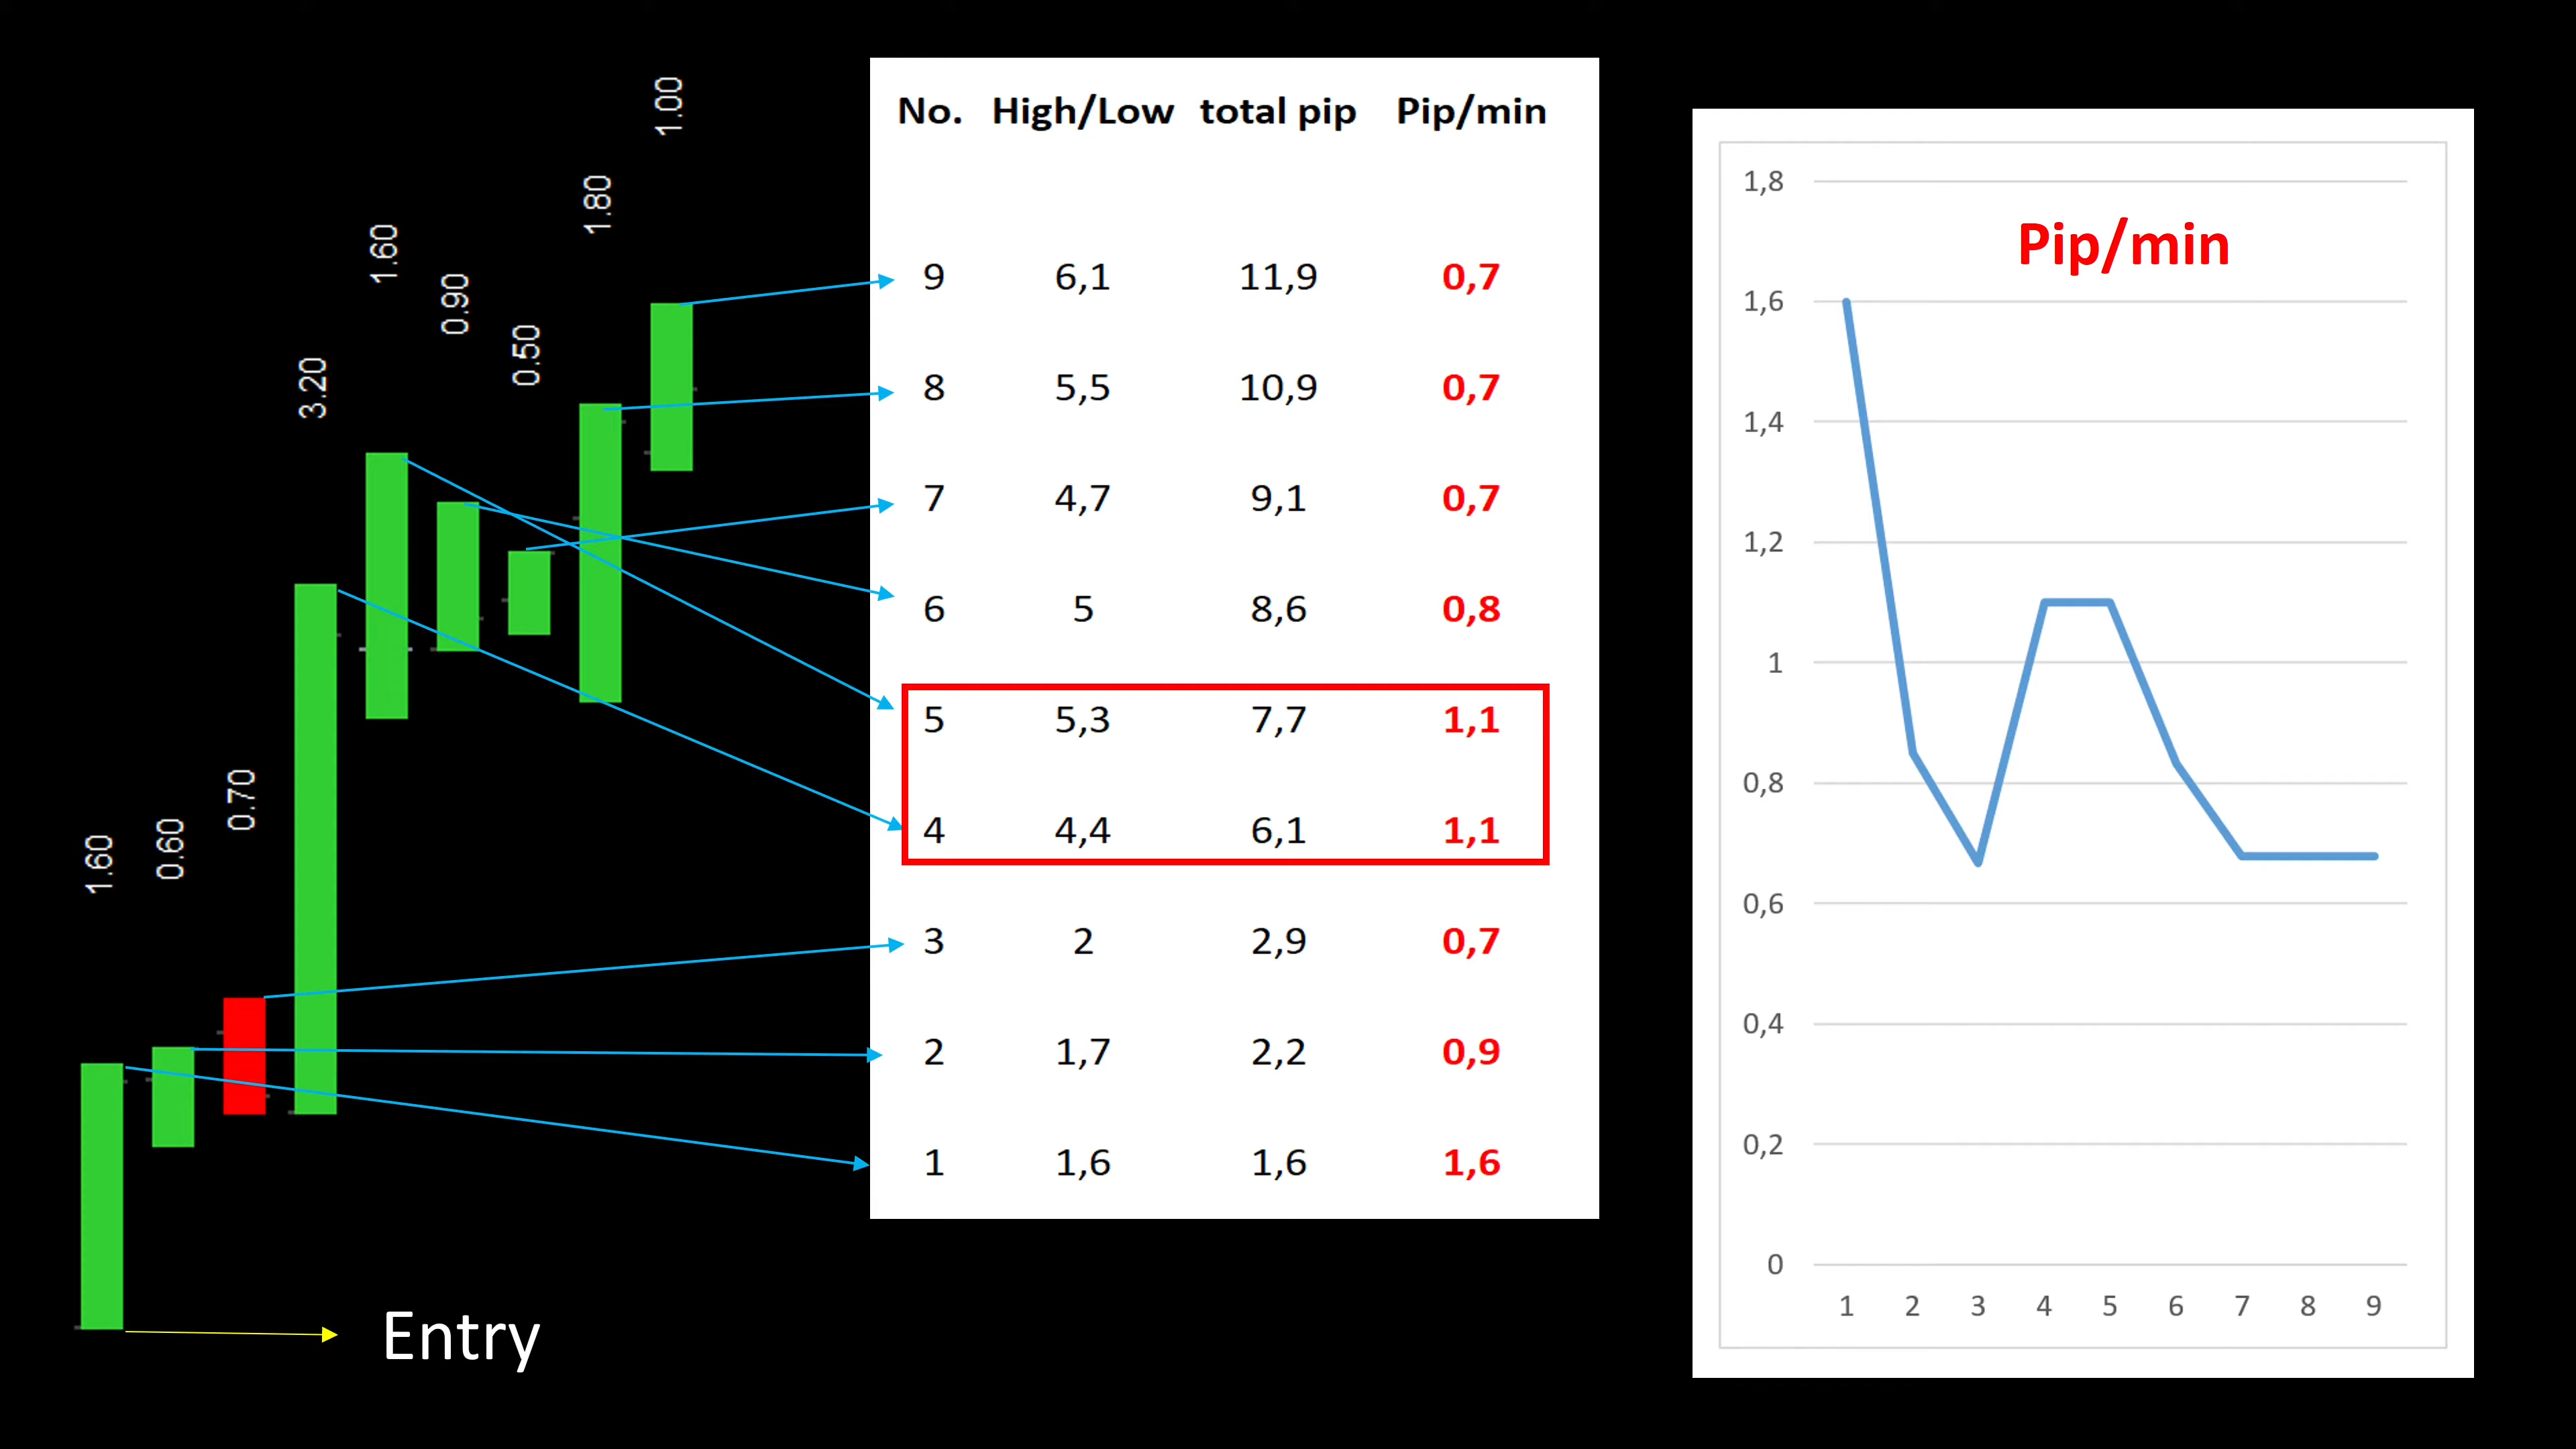 1.60
0.60
0.70
3.20
1.60
0.90
0.50
1.80
1.00
Entry
No. High/Low total pip Pip/min
9 6,1 11,9 0,7
8 5,5 10,9 0,7
7 4,7 9,1 0,7
6 5 8,6 0,8
5 5,3 7,7 1,1
4 4,4 6,1 1,1
3 2 2,9 0,7
2 1,7 2,2 0,9
1 1,6 1,6 1,6
Pip/min
1,8
1,6
1,4
1,2
1
0,8
0,6
0,4
0,2
0
1 2 3 4 5 6 7 8 9